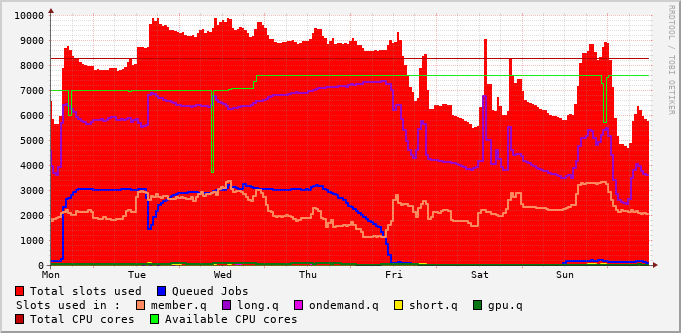 10000
9000
8000
7000
6000
5000
4000
3000
2000
1000
0
Mon Tue Wed Thu Fri Sat Sun
RRDTOOL / TOBI OETIKER
Total slots used Queued Jobs
Slots used in : member.q long.q ondemand.q short.q gpu.q
Total CPU cores Available CPU cores